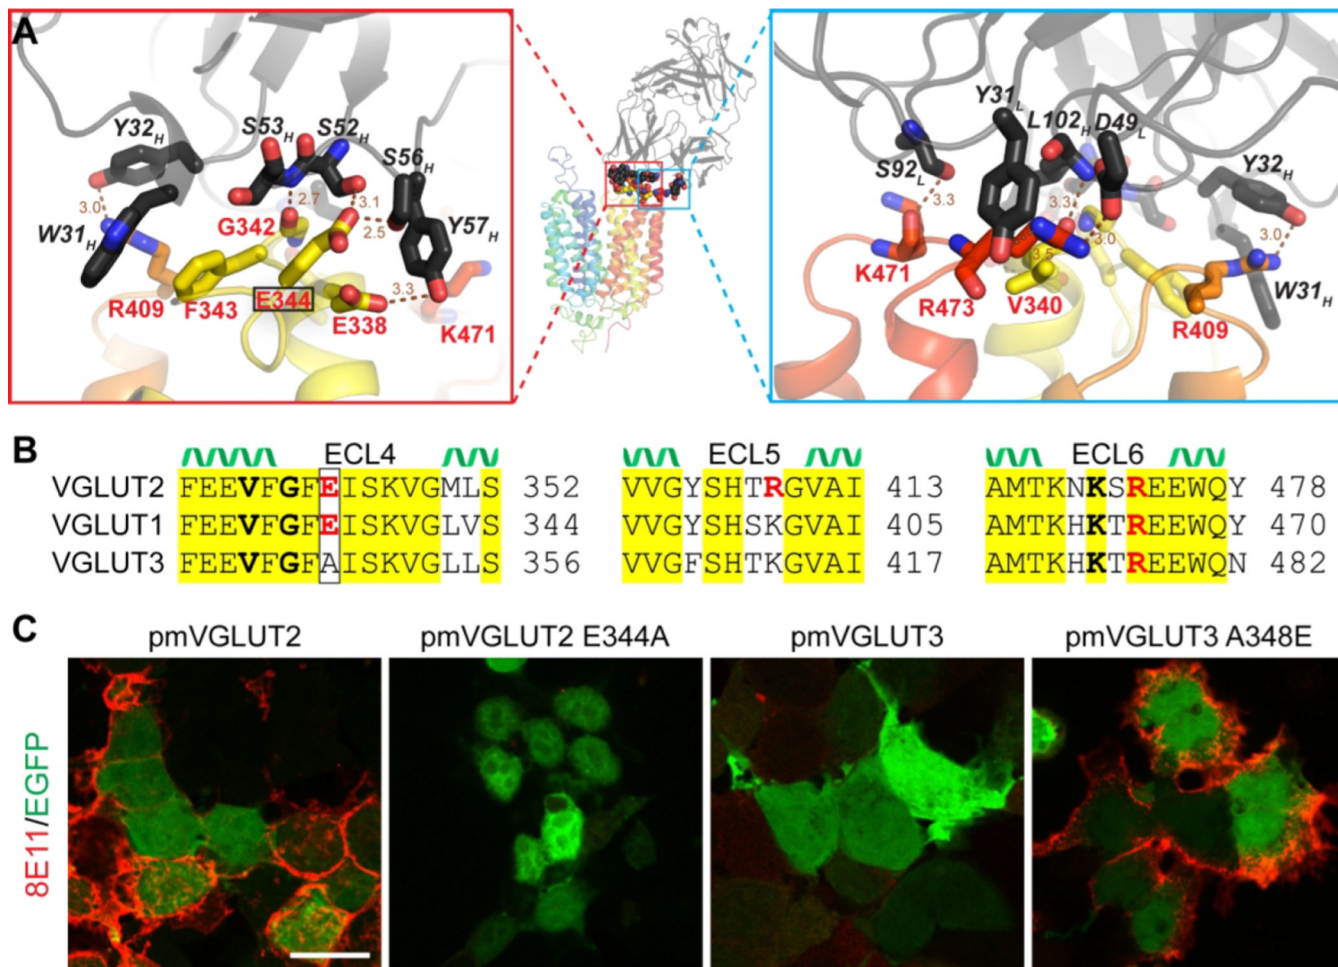 A
Y32H
S53H
S52H
S56H
Y57H
W31H
G342
R409
F343
E344
E338
K471
3.0
2.7
3.1
2.5
3.3
Y31L
L102H
D49L
S92L
Y32H
W31H
K471
R473
V340
R409
3.3
3.3
3.0
3.5
3.0
B
ECL4 ECL5 ECL6
VGLUT2 FEEVFGFEISKVGMLS 352 VVGYSHTRGVAI 413 AMTKNKSREEWQY 478
VGLUT1 FEEVFGFEISKVGLVS 344 VVGYSHSKGVAI 405 AMTKHKTREEWQY 470
VGLUT3 FEEVFGFAISKVGLLS 356 VVGFSHTKGVAI 417 AMTKHKTREEWQN 482
C
pmVGLUT2 pmVGLUT2 E344A pmVGLUT3 pmVGLUT3 A348E
8E11/EGFP